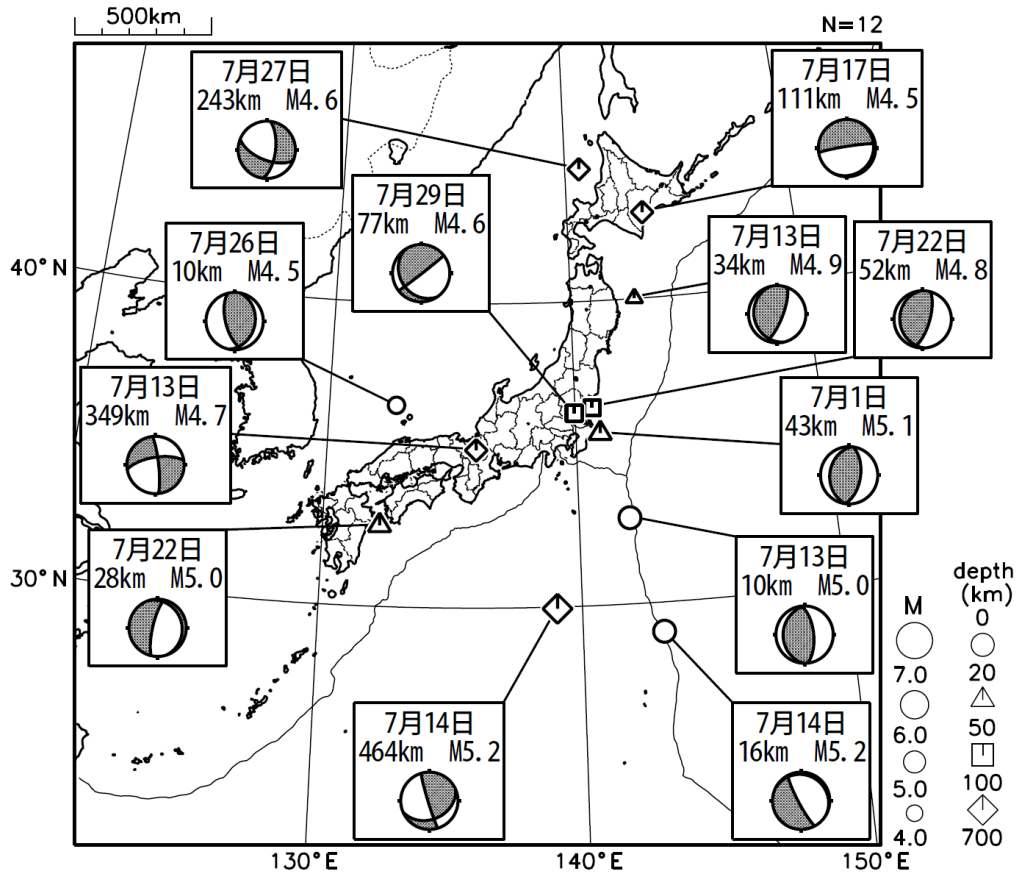 500km
N=12
7月27日
243km M4.6
7月17日
111km M4.5
7月29日
77km M4.6
7月26日
10km M4.5
7月13日
34km M4.9
7月22日
52km M4.8
40°N
7月13日
349km M4.7
7月1日
43km M5.1
7月22日
28km M5.0
7月13日
10km M5.0
30°N
7月14日
464km M5.2
7月14日
16km M5.2
M
7.0
6.0
5.0
4.0
depth
(km)
0
20
50
100
700
130°E
140°E
150°E